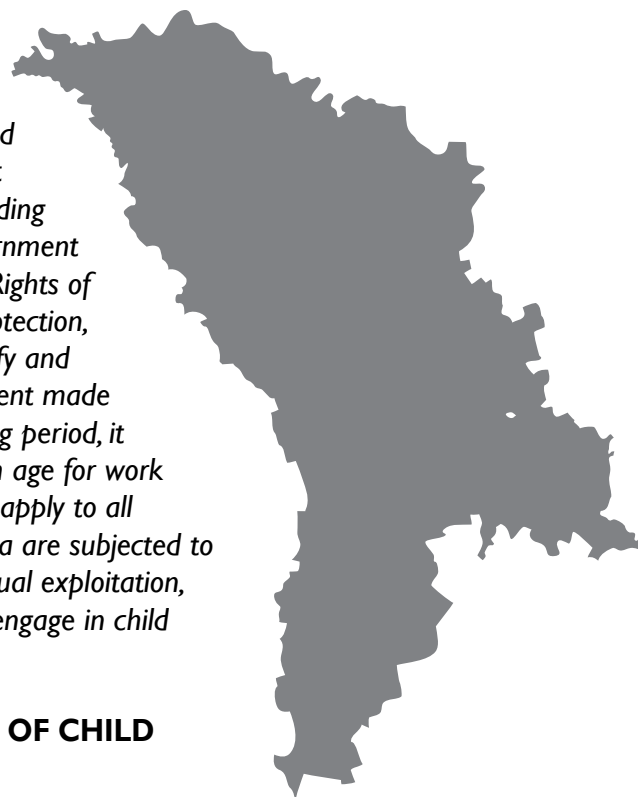 d
ding
rnment
Rights of
otection,
fy and
ent made
g period, it
n age for work
apply to all
a are subjected to
ual exploitation,
engage in child
OF CHILD